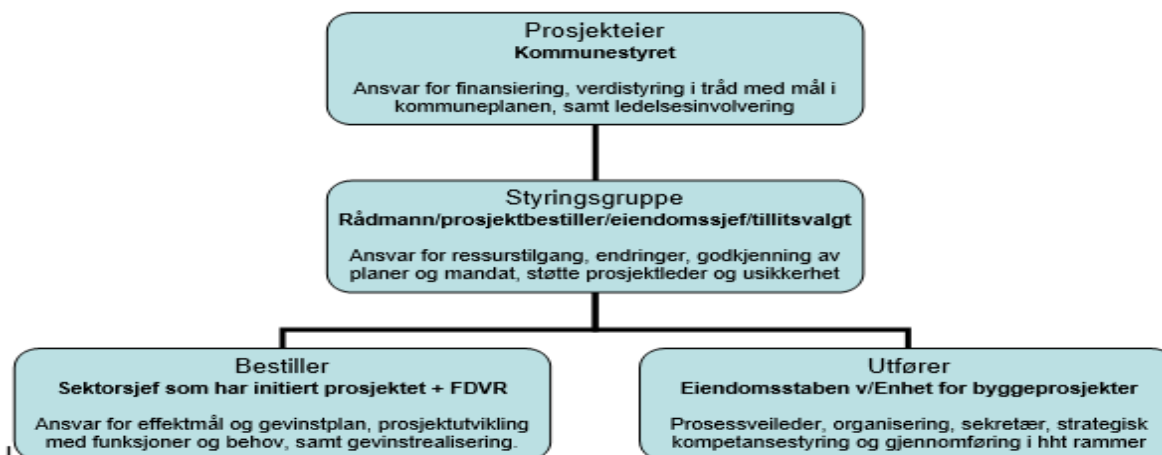 Prosjekteier
Kommunestyret
Ansvar for finansiering, verdistyring i tråd med mål i
kommuneplanen, samt ledelsesinvolvering
Styringsgruppe
Rådmann/prosjektbestiller/eiendomssjef/tillitsvalgt
Ansvar for ressurstilgang, endringer, godkjenning av
planer og mandat, støtte prosjektleder og usikkerhet
Bestiller
Sektorsjef som har initiert prosjektet + FDVR
Ansvar for effektmål og gevinstplan, prosjektutvikling
med funksjoner og behov, samt gevinstrealisering.
Utfører
Eiendomsstaben v/Enhet for byggeprosjekter
Prosessveileder, organisering, sekretær, strategisk
kompetansestyring og gjennomføring i hht rammer